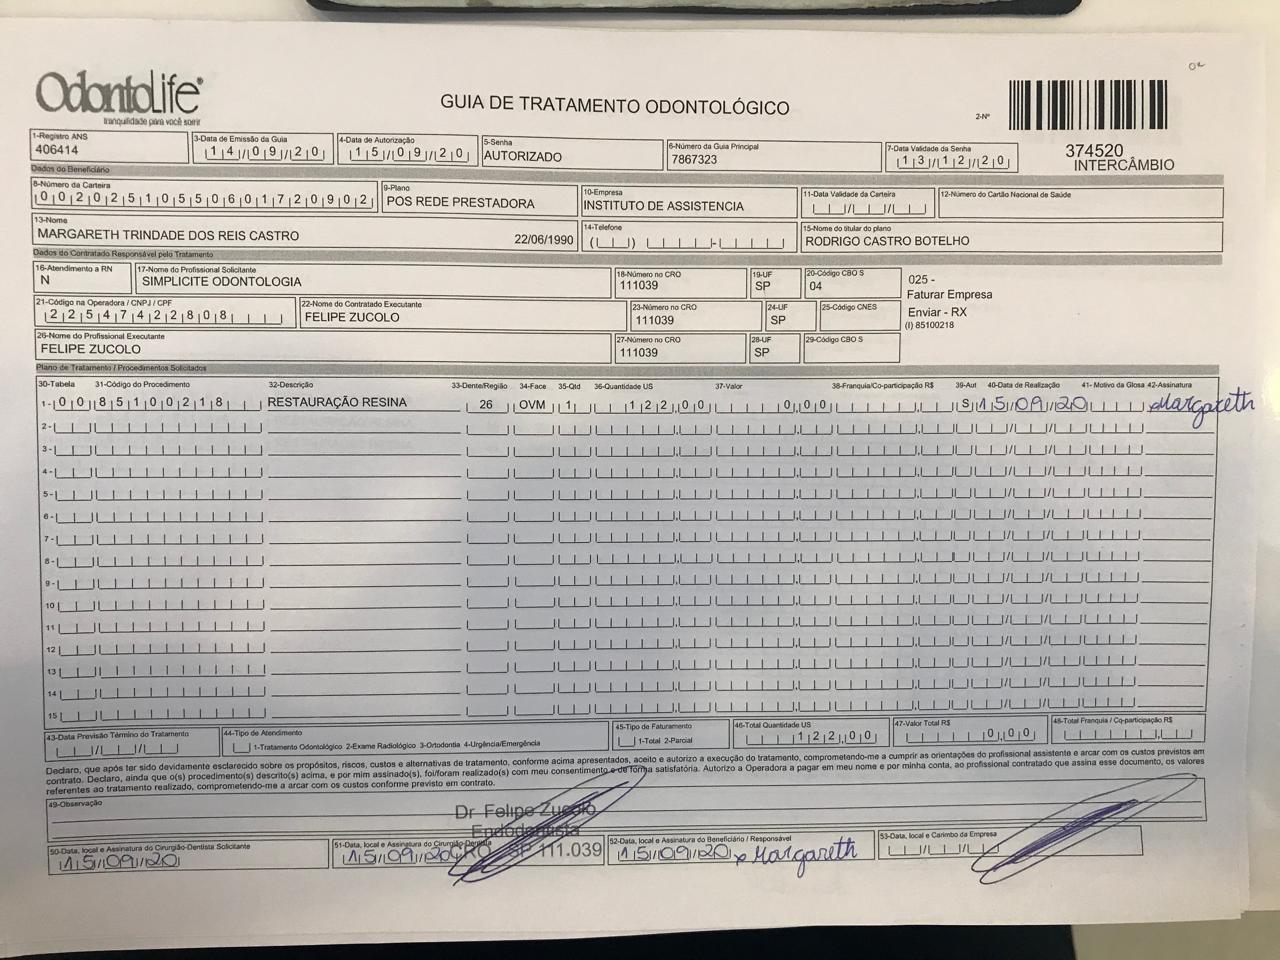 OdontoLife®
tranquilidade para você sorrir
GUIA DE TRATAMENTO ODONTOLÓGICO
2-Nº
374520
INTERCÂMBIO
1-Registro ANS
406414
3-Data de Emissão da Guia
14/09/20
4-Data de Autorização
15/09/20
5-Senha
AUTORIZADO
6-Número da Guia Principal
7867323
7-Data Validade da Senha
13/12/20
Dados do Beneficiário
8-Número da Carteira
00202510550601720902
9-Plano
POS REDE PRESTADORA
10-Empresa
INSTITUTO DE ASSISTENCIA
11-Data Validade da Carteira
12-Número do Cartão Nacional de Saúde
13-Nome
MARGARETH TRINDADE DOS REIS CASTRO 22/06/1990
14-Telefone
15-Nome do titular do plano
RODRIGO CASTRO BOTELHO
Dados do Contratado Responsável pelo Tratamento
16-Atendimento a RN
N
17-Nome do Profissional Solicitante
SIMPLICITE ODONTOLOGIA
18-Número no CRO
111039
19-UF
SP
20-Código CBO S
04
025 -
Faturar Empresa
Enviar - RX
(I) 85100218
21-Código na Operadora / CNPJ / CPF
22547422808
22-Nome do Contratado Executante
FELIPE ZUCOLO
23-Número no CRO
111039
24-UF
SP
25-Código CNES
26-Nome do Profissional Executante
FELIPE ZUCOLO
27-Número no CRO
111039
28-UF
SP
29-Código CBO S
Plano de Tratamento / Procedimentos Solicitados
30-Tabela 31-Código do Procedimento 32-Descrição 33-Dente/Região 34-Face 35-Qtd 36-Quantidade US 37-Valor 38-Franquia/Co-participação R$ 39-Aut 40-Data de Realização 41- Motivo da Glosa 42-Assinatura
1- 00 85100218 RESTAURAÇÃO RESINA 26 OVM 1 122,00 0,00 S 15/09/20 xMargareth
2-
3-
4-
5-
6-
7-
8-
9-
10
11
12
13
14
15
43-Data Previsão Término do Tratamento
44-Tipo de Atendimento
1-Tratamento Odontológico 2-Exame Radiológico 3-Ortodontia 4-Urgência/Emergência
45-Tipo de Faturamento
1-Total 2-Parcial
46-Total Quantidade US
122,00
47-Valor Total R$
0,00
48-Total Franquia / Co-participação R$
Declaro, que após ter sido devidamente esclarecido sobre os propósitos, riscos, custos e alternativas de tratamento, conforme acima apresentados, aceito e autorizo a execução do tratamento, comprometendo-me a cumprir as orientações do profissional assistente e arcar com os custos previstos em
contrato. Declaro, ainda que o(s) procedimento(s) descrito(s) acima, e por mim assinado(s), foi/foram realizado(s) com meu consentimento e de forma satisfatória. Autorizo a Operadora a pagar em meu nome e por minha conta, ao profissional contratado que assina esse documento, os valores
referentes ao tratamento realizado, comprometendo-me a arcar com os custos conforme previsto em contrato.
49-Observação
Dr Felipe Zucolo
Endodontista
CRO SP 111.039
50-Data, local e Assinatura do Cirurgião-Dentista Solicitante
15/09/20
51-Data, local e Assinatura do Cirurgião-Dentista
15/09/20
52-Data, local e Assinatura do Beneficiário / Responsável
15/09/20 xMargareth
53-Data, local e Carimbo da Empresa